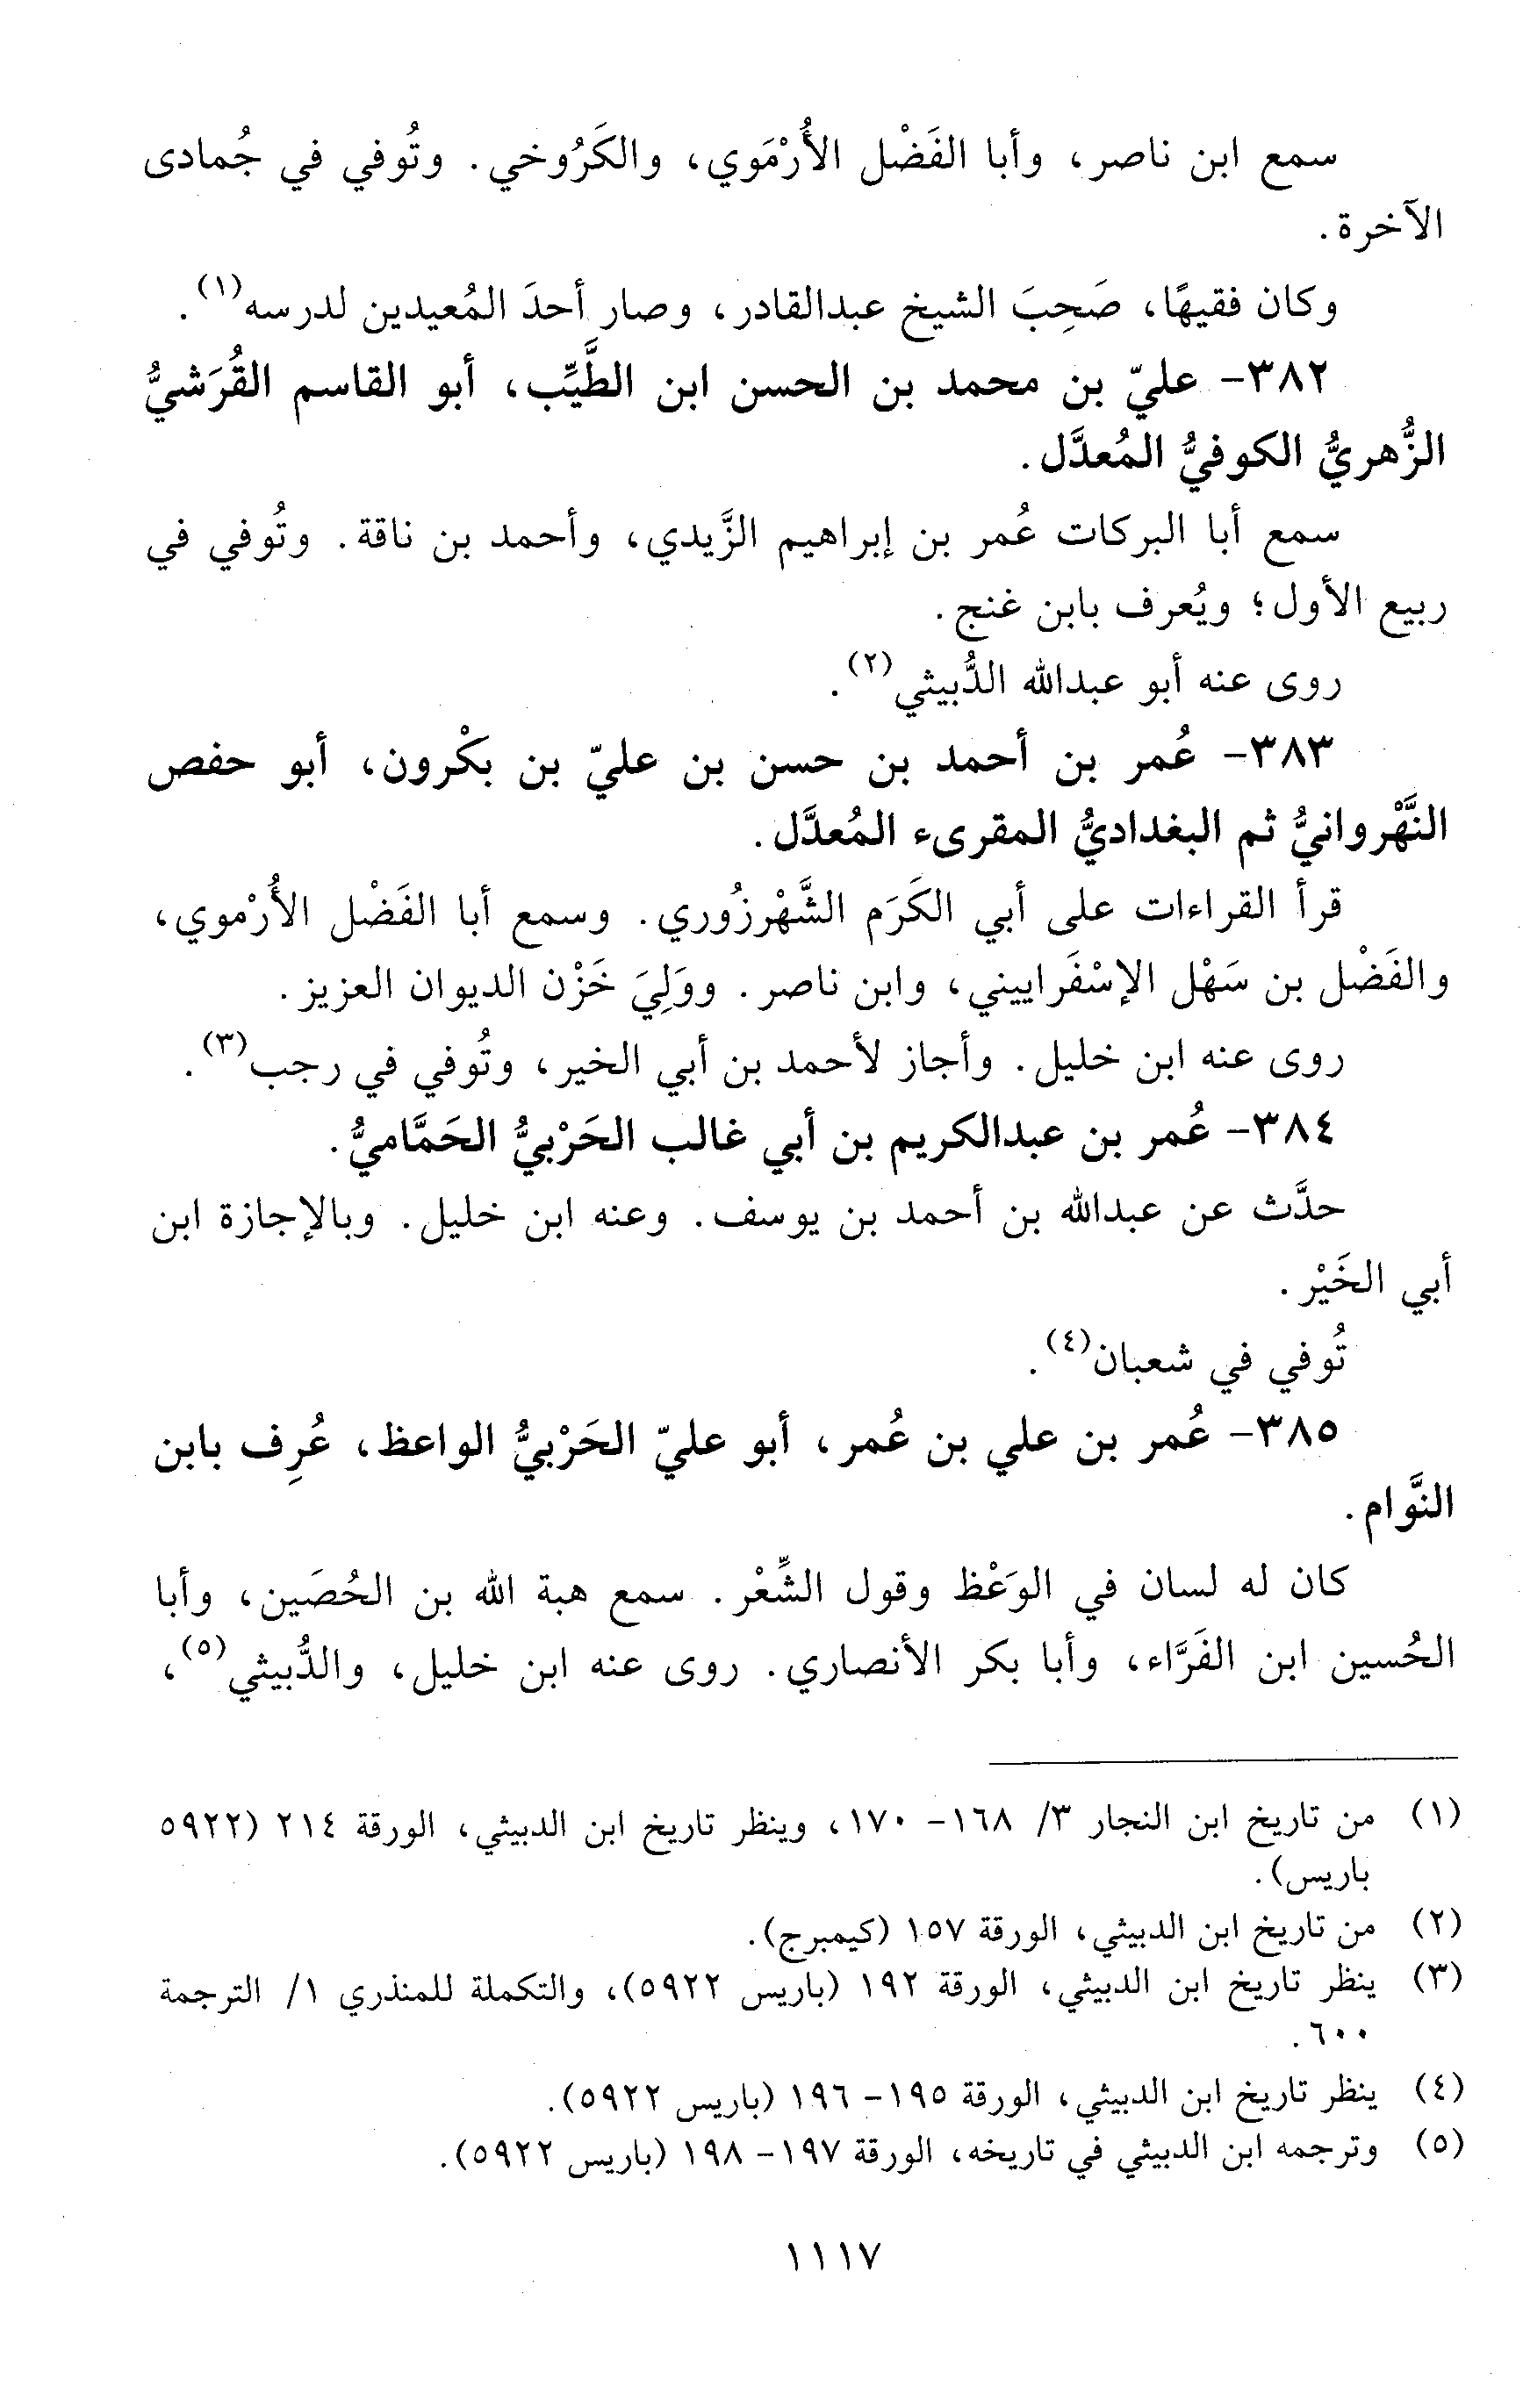 سمع ابن ناصر، وأبا الفَضْل الأُرْمَوي، والكَرُوخي. وتُوفي في جُمادى
الآخرة.
وكان فقيهًا، صَحِبَ الشيخ عبدالقادر، وصار أحدَ المُعيدين لدرسه(١).
٣٨٢- عليّ بن محمد بن الحسن ابن الطَّيِّب، أبو القاسم القُرَشيُّ
الزُّهريُّ الكوفيُّ المُعدَّل.
سمع أبا البركات عُمر بن إبراهيم الزَّيدي، وأحمد بن ناقة. وتُوفي في
ربيع الأول؛ ويُعرف بابن غنج.
روى عنه أبو عبدالله الدُّبيثي(٢).
٣٨٣- عُمر بن أحمد بن حسن بن عليّ بن بكْرون، أبو حفص
النَّهْروانيُّ ثم البغداديُّ المقرىء المُعدَّل.
قرأ القراءات على أبي الكَرَم الشَّهْرزُوري. وسمع أبا الفَضْل الأُرْموي،
والفَضْل بن سَهْل الإسْفَراييني، وابن ناصر. ووَلِيَ خَزْن الديوان العزيز.
روى عنه ابن خليل. وأجاز لأحمد بن أبي الخير، وتُوفي في رجب(٣).
٣٨٤- عُمر بن عبدالكريم بن أبي غالب الحَرْبيُّ الحَمَّاميُّ.
حدَّث عن عبدالله بن أحمد بن يوسف. وعنه ابن خليل. وبالإجازة ابن
أبي الخَيْر.
تُوفي في شعبان(٤).
٣٨٥- عُمر بن علي بن عُمر، أبو عليّ الحَرْبيُّ الواعظ، عُرِف بابن
النَّوام.
كان له لسان في الوَعْظ وقول الشِّعْر. سمع هبة الله بن الحُصَين، وأبا
الحُسين ابن الفَرَّاء، وأبا بكر الأنصاري. روى عنه ابن خليل، والدُّبيثي(٥)،
(١) من تاريخ ابن النجار ٣/ ١٦٨- ١٧٠، وينظر تاريخ ابن الدبيثي، الورقة ٢١٤ (٥٩٢٢
باريس).
(٢) من تاريخ ابن الدبيثي، الورقة ١٥٧ (كيمبرج).
(٣) ينظر تاريخ ابن الدبيثي، الورقة ١٩٢ (باريس ٥٩٢٢)، والتكملة للمنذري ١/ الترجمة
٦٠٠.
(٤) ينظر تاريخ ابن الدبيثي، الورقة ١٩٥- ١٩٦ (باريس ٥٩٢٢).
(٥) وترجمه ابن الدبيثي في تاريخه، الورقة ١٩٧- ١٩٨ (باريس ٥٩٢٢).
١١١٧